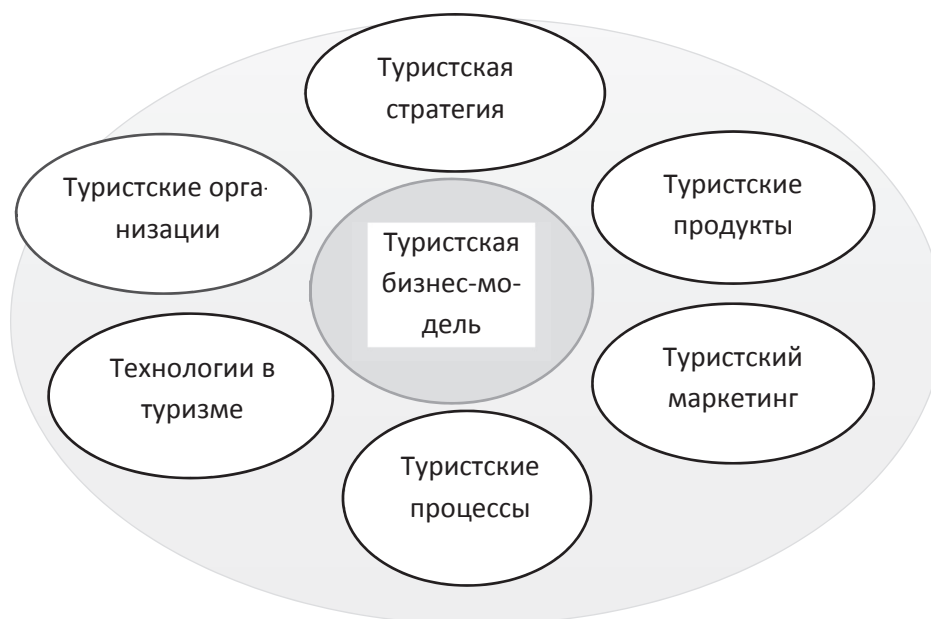 Туристская
стратегия
Туристские орга-
низации
Туристские
продукты
Туристская
бизнес-мо-
дель
Технологии в
туризме
Туристский
маркетинг
Туристские
процессы